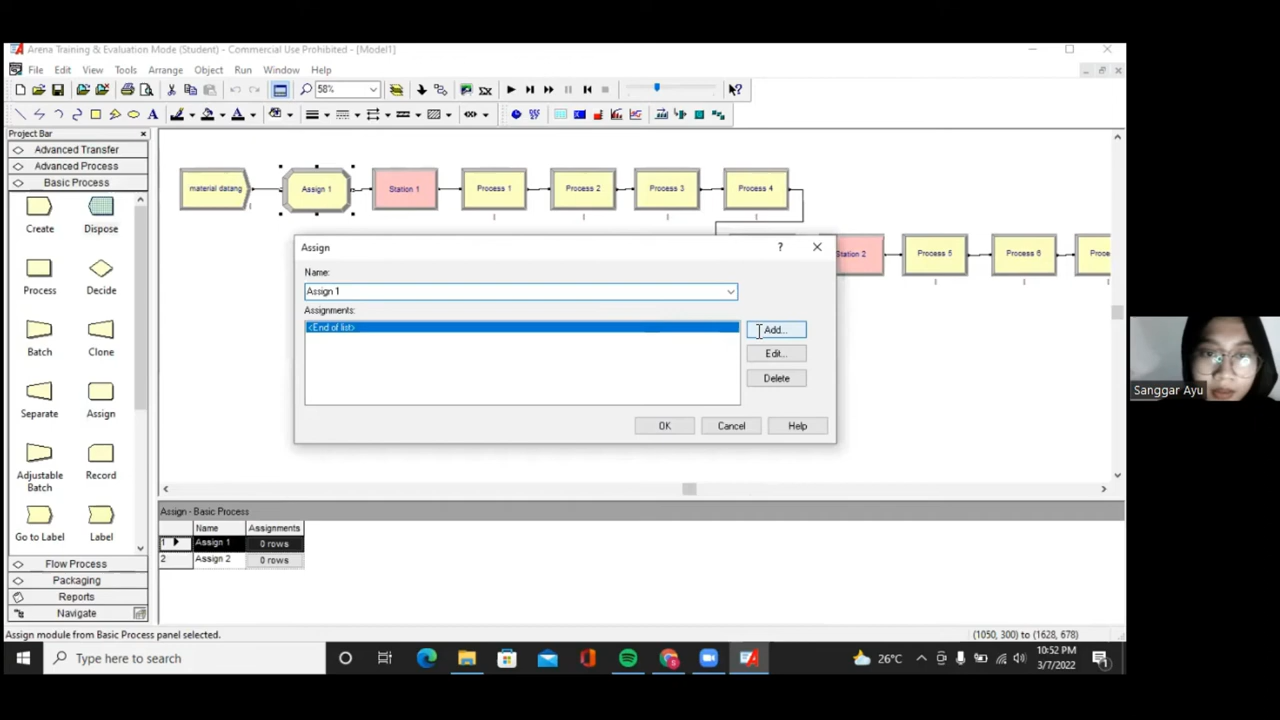 Arena Training & Evaluation Mode (Student) - Commercial Use Prohibited - [Model1]
File Edit View Tools Arrange Object Run Window Help
58%
Project Bar
Advanced Transfer
Advanced Process
Basic Process
Create
Dispose
Process
Decide
Batch
Clone
Separate
Assign
Adjustable
Batch
Record
Go to Label
Label
Flow Process
Packaging
Reports
Navigate
material datang
Assign 1
Station 1
Process 1
Process 2
Process 3
Process 4
Station 2
Process 5
Process 6
Proce
Assign
Name:
Assign 1
Assignments:
<End of list>
Add...
Edit...
Delete
OK
Cancel
Help
Assign - Basic Process
Name Assignments
1 Assign 1 0 rows
2 Assign 2 0 rows
Assign module from Basic Process panel selected.
(1050, 300) to (1628, 678)
Type here to search
26°C
10:52 PM
3/7/2022
Sanggar Ayu